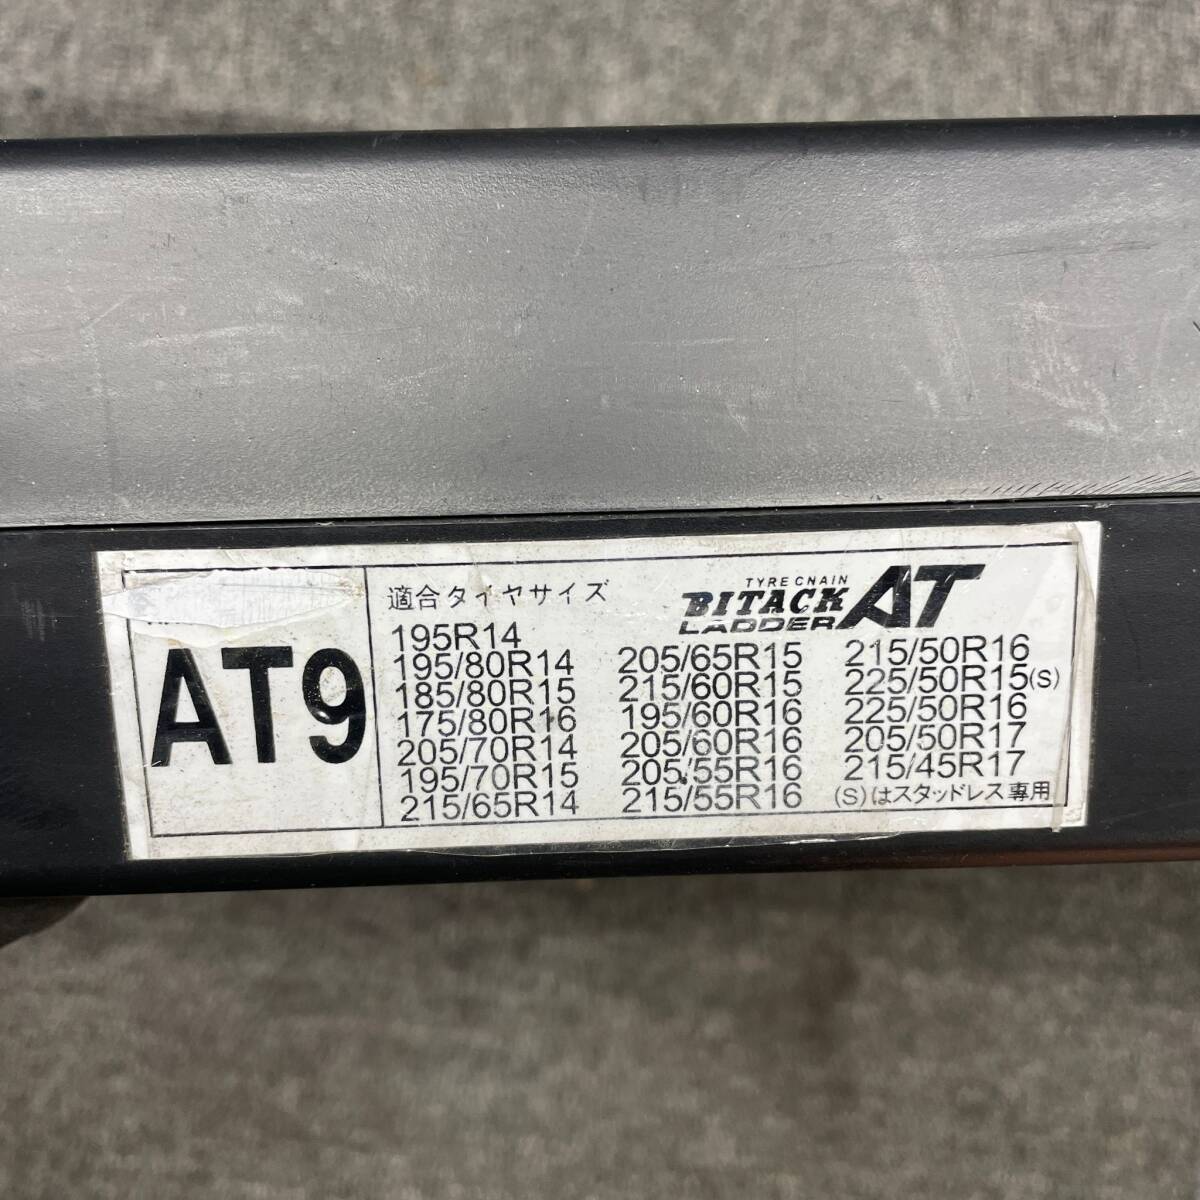 AT9
適合タイヤサイズ
TYRE CNAIN
BITACK AT
LADDER
195R14
195/80R14
185/80R15
175/80R16
205/70R14
195/70R15
215/65R14
205/65R15
215/60R15
195/60R16
205/60R16
205/55R16
215/55R16
215/50R16
225/50R15(S)
225/50R16
205/50R17
215/45R17
(S)はスタッドレス専用